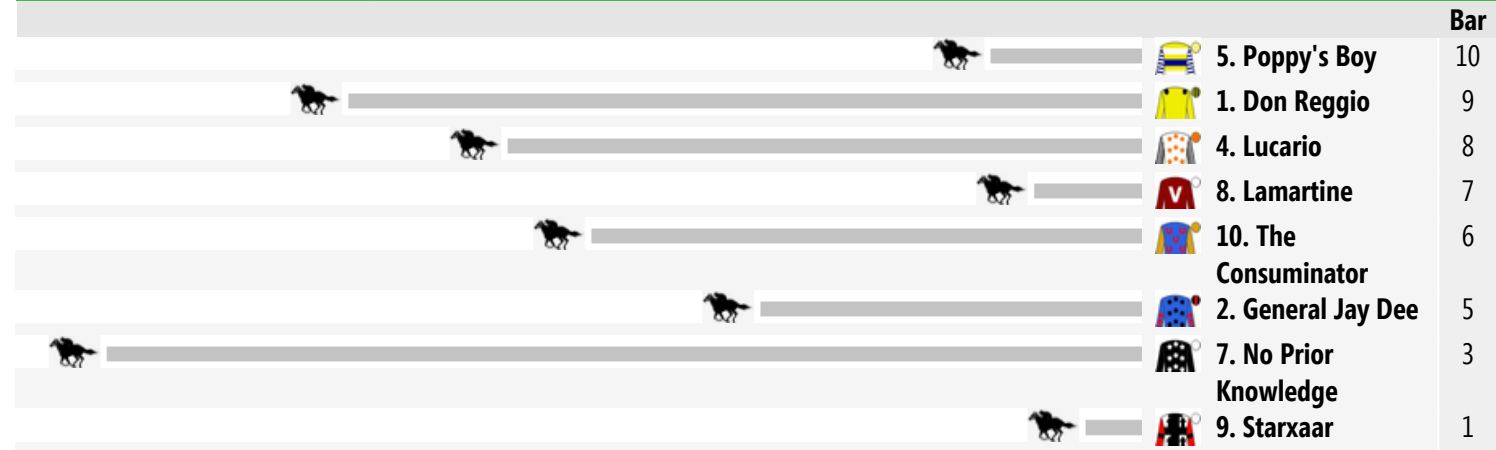 Bar
5. Poppy's Boy 10
1. Don Reggio 9
4. Lucario 8
V 8. Lamartine 7
10. The 6
Consuminator
2. General Jay Dee 5
7. No Prior 3
Knowledge
9. Starxaar 1